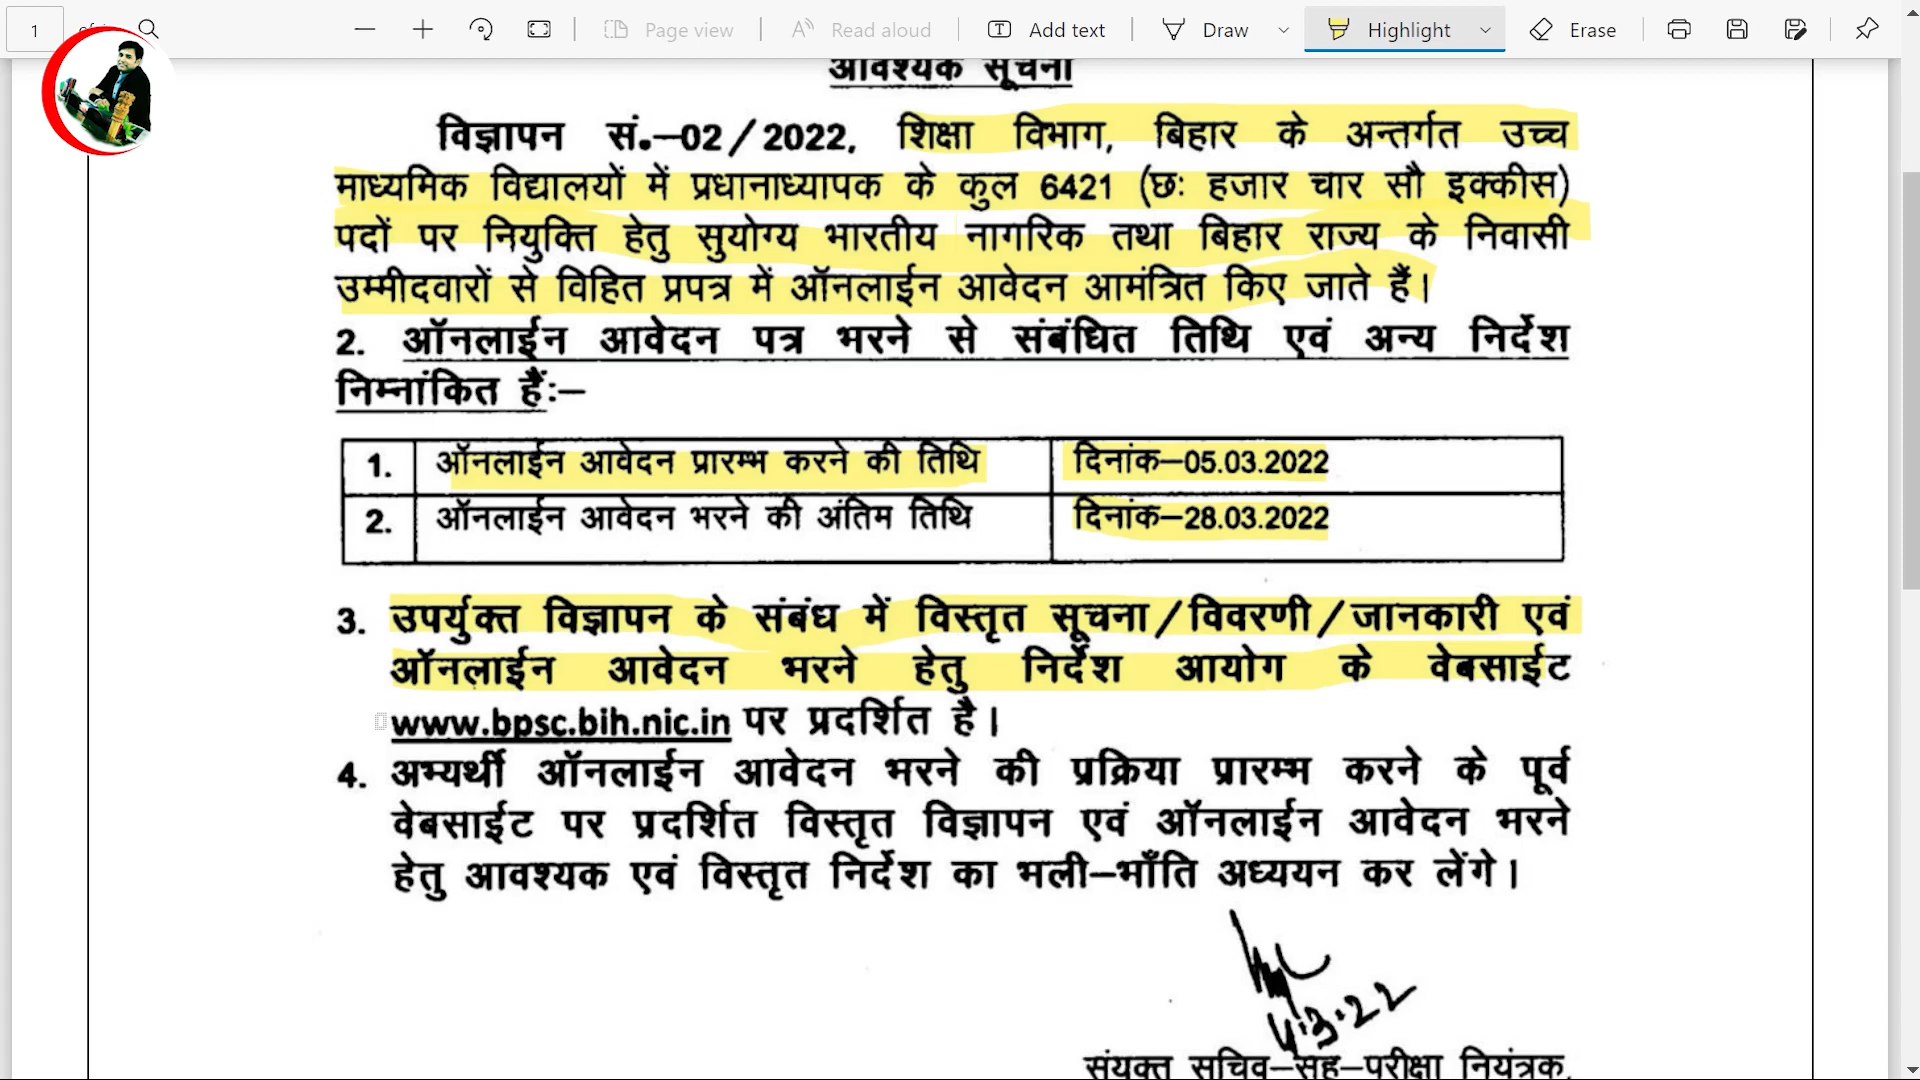 1
Page view
Read aloud
Add text
Draw
Highlight
Erase
आवश्यक सूचना
विज्ञापन सं.–02/2022, शिक्षा विभाग, बिहार के अन्तर्गत उच्च
माध्यमिक विद्यालयों में प्रधानाध्यापक के कुल 6421 (छः हजार चार सौ इक्कीस)
पदों पर नियुक्ति हेतु सुयोग्य भारतीय नागरिक तथा बिहार राज्य के निवासी
उम्मीदवारों से विहित प्रपत्र में ऑनलाईन आवेदन आमंत्रित किए जाते हैं।
2. ऑनलाईन आवेदन पत्र भरने से संबंधित तिथि एवं अन्य निर्देश
निम्नांकित हैं:–
1. ऑनलाईन आवेदन प्रारम्भ करने की तिथि दिनांक–05.03.2022
2. ऑनलाईन आवेदन भरने की अंतिम तिथि दिनांक–28.03.2022
3. उपर्युक्त विज्ञापन के संबंध में विस्तृत सूचना/विवरणी/जानकारी एवं
ऑनलाईन आवेदन भरने हेतु निर्देश आयोग के वेबसाईट
www.bpsc.bih.nic.in पर प्रदर्शित है।
4. अभ्यर्थी ऑनलाईन आवेदन भरने की प्रक्रिया प्रारम्भ करने के पूर्व
वेबसाईट पर प्रदर्शित विस्तृत विज्ञापन एवं ऑनलाईन आवेदन भरने
हेतु आवश्यक एवं विस्तृत निर्देश का भली–भाँति अध्ययन कर लेंगे।
4.3.22
संयुक्त सचिव–सह–परीक्षा नियंत्रक,